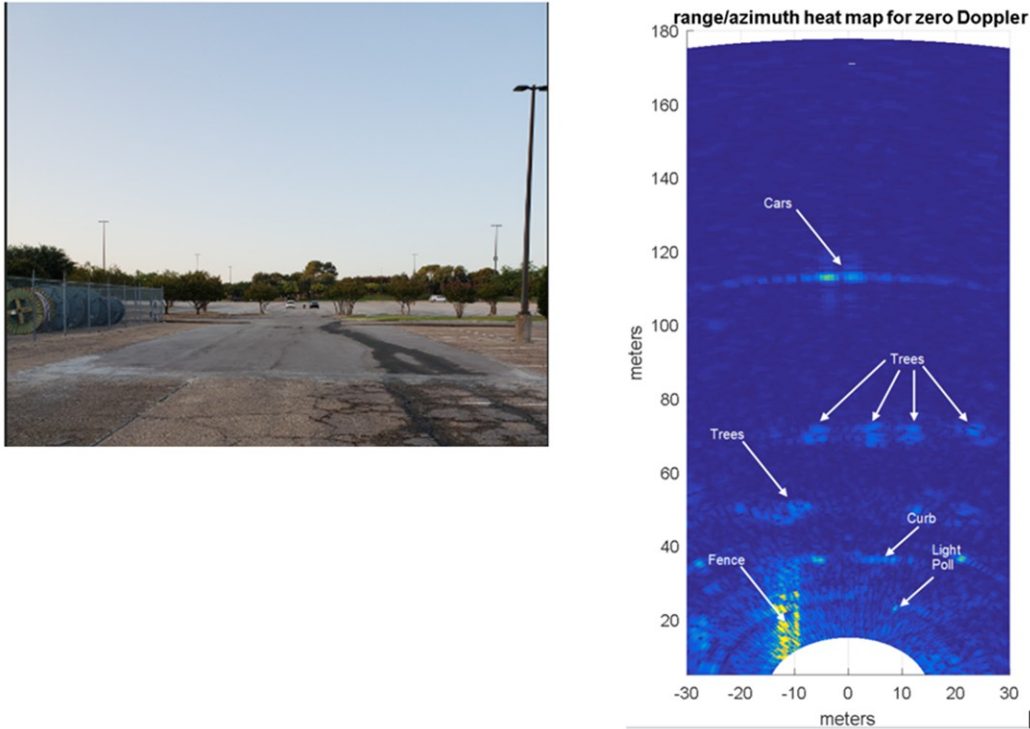 range/azimuth heat map for zero Doppler
180
160
140
120
100
80
60
40
20
meters
Cars
Trees
Trees
Curb
Fence
Light
Poll
-30 -20 -10 0 10 20 30
meters